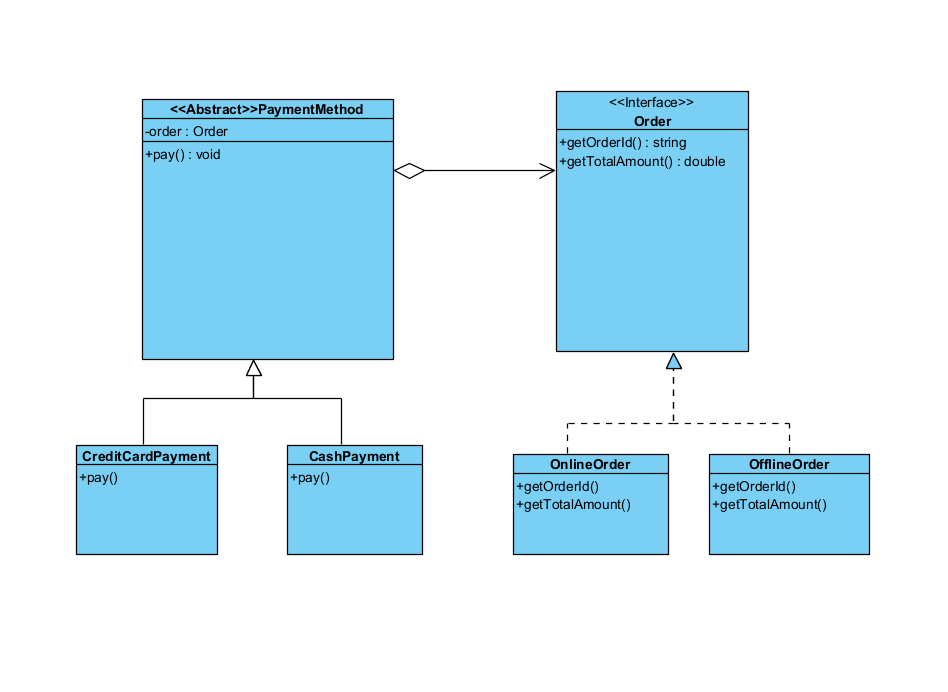 <<Abstract>>PaymentMethod
-order : Order
+pay() : void
<<Interface>>
Order
+getOrderId() : string
+getTotalAmount() : double
CreditCardPayment
+pay()
CashPayment
+pay()
OnlineOrder
+getOrderId()
+getTotalAmount()
OfflineOrder
+getOrderId()
+getTotalAmount()